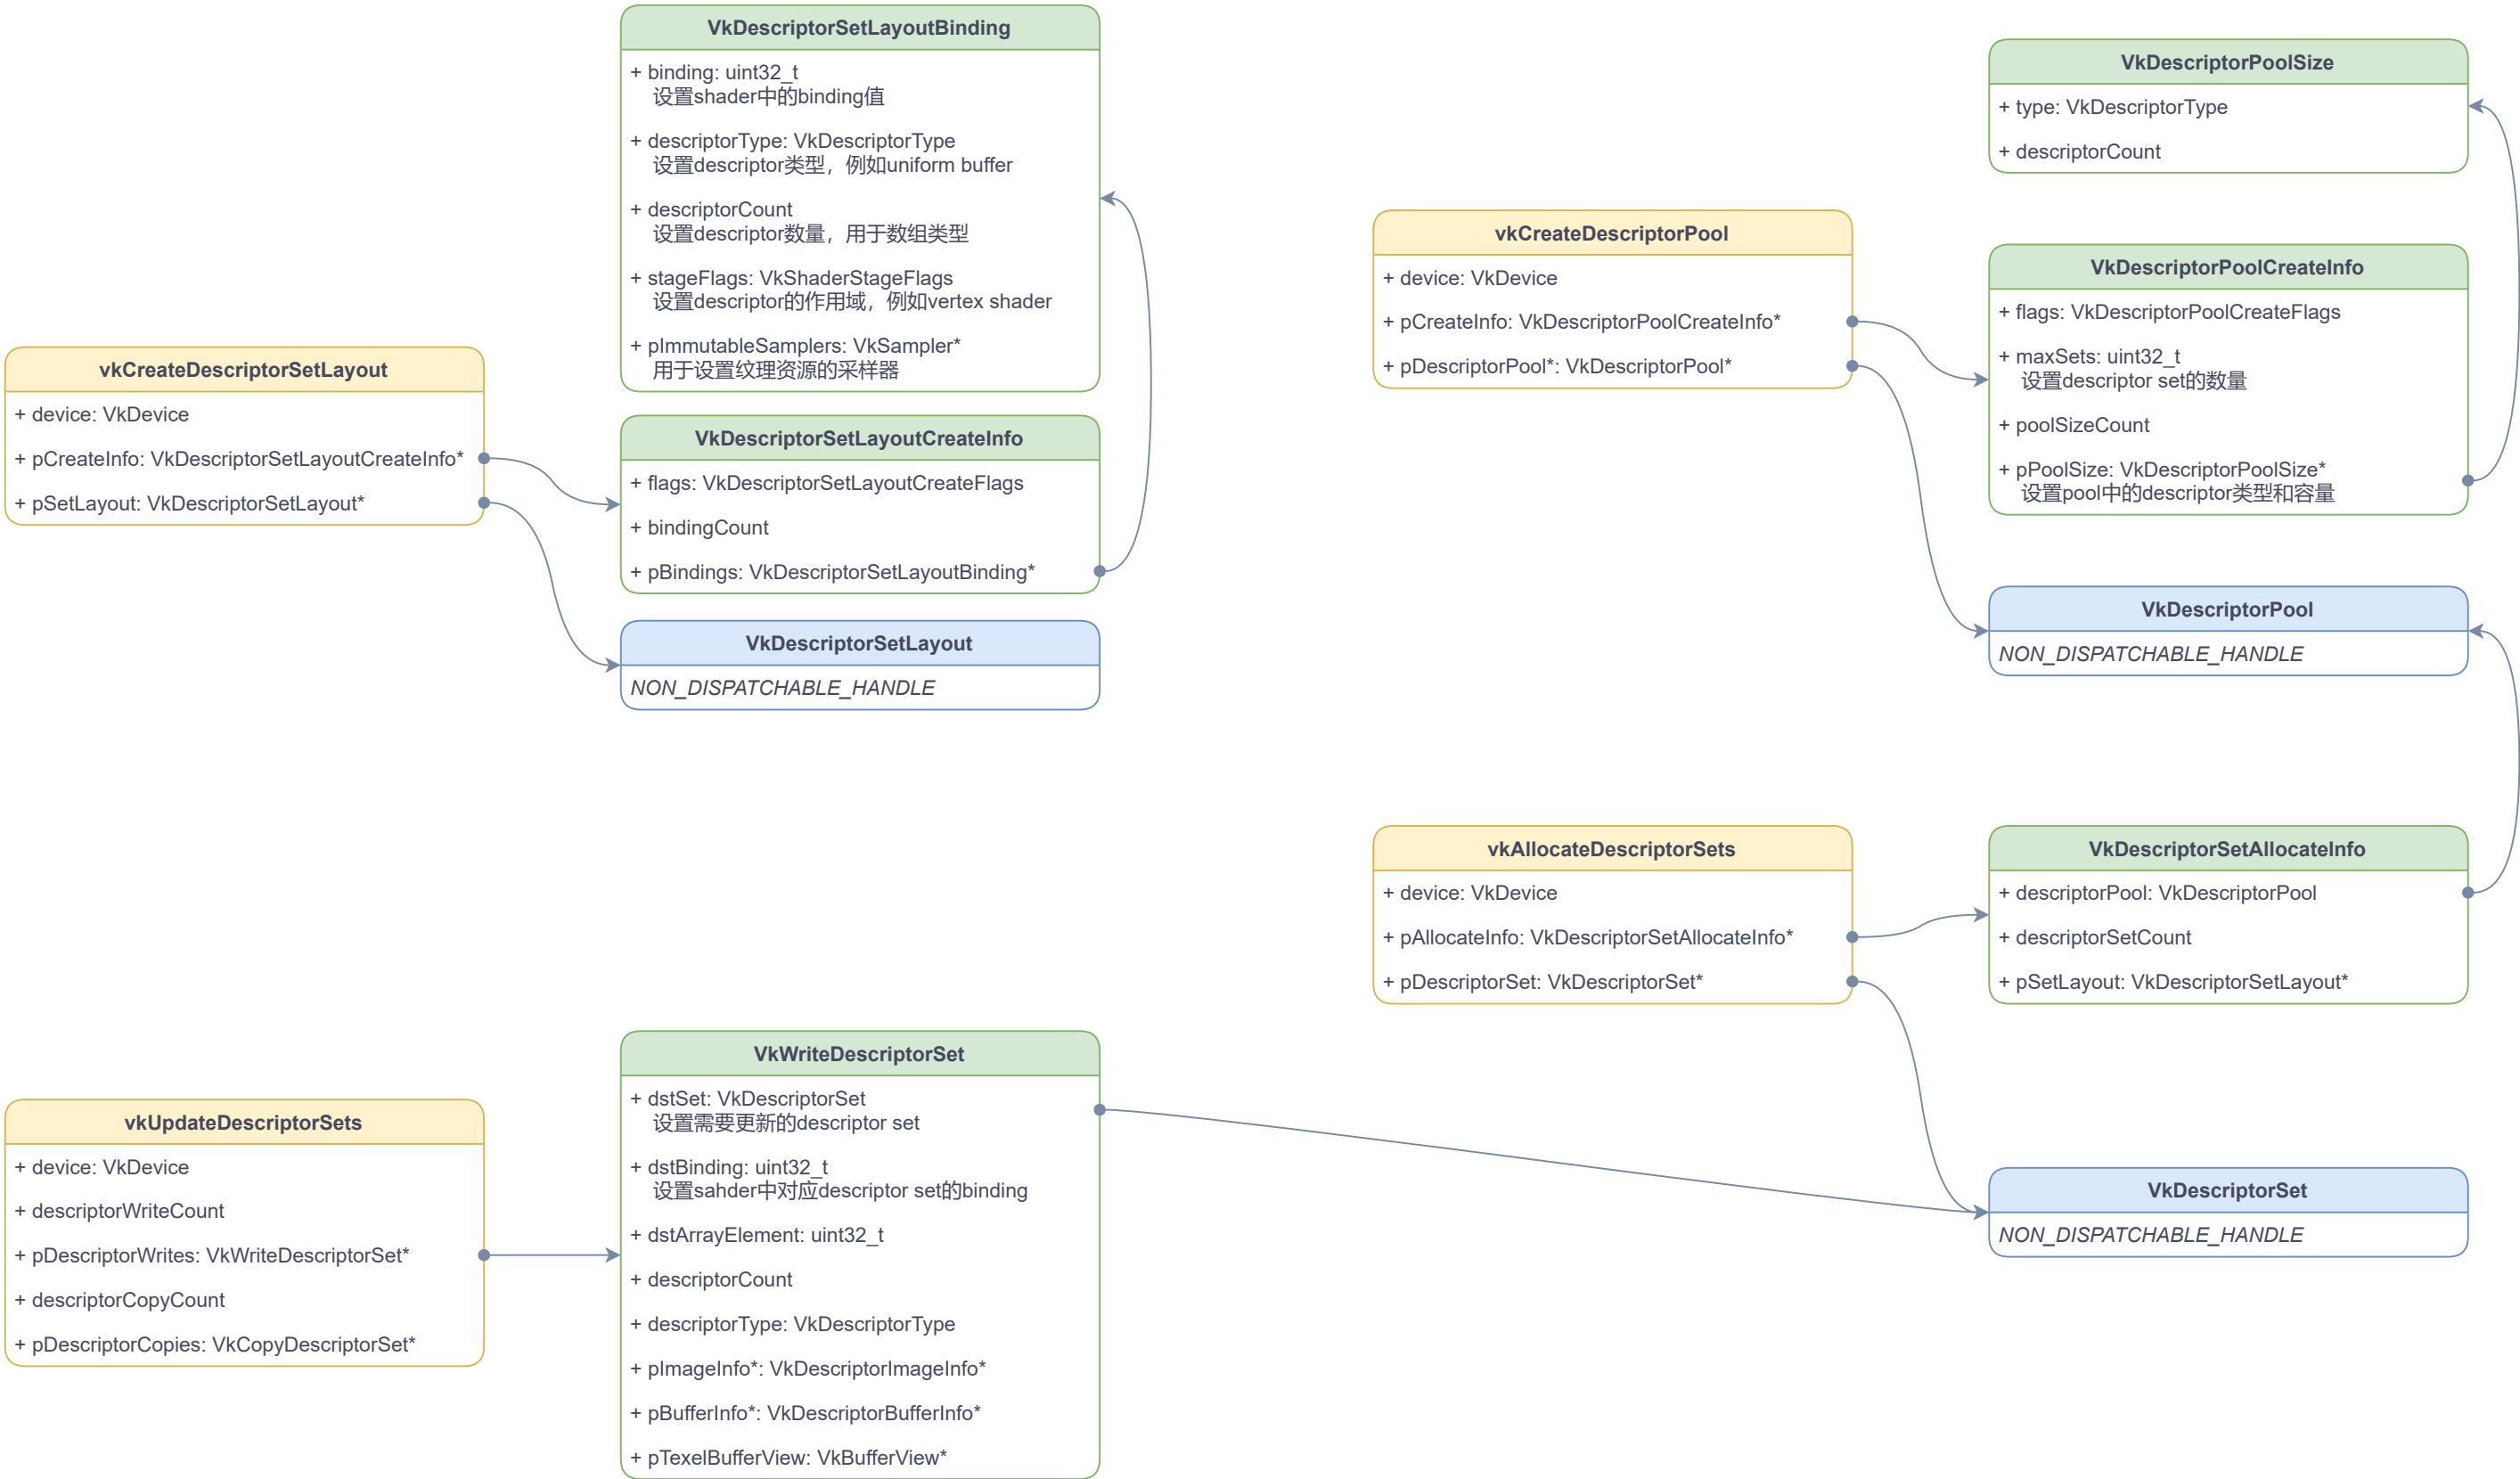 VkDescriptorSetLayoutBinding
+ binding: uint32_t
设置shader中的binding值
+ descriptorType: VkDescriptorType
设置descriptor类型，例如uniform buffer
+ descriptorCount
设置descriptor数量，用于数组类型
+ stageFlags: VkShaderStageFlags
设置descriptor的作用域，例如vertex shader
+ pImmutableSamplers: VkSampler*
用于设置纹理资源的采样器
vkCreateDescriptorSetLayout
+ device: VkDevice
+ pCreateInfo: VkDescriptorSetLayoutCreateInfo*
+ pSetLayout: VkDescriptorSetLayout*
VkDescriptorSetLayoutCreateInfo
+ flags: VkDescriptorSetLayoutCreateFlags
+ bindingCount
+ pBindings: VkDescriptorSetLayoutBinding*
VkDescriptorSetLayout
NON_DISPATCHABLE_HANDLE
VkDescriptorPoolSize
+ type: VkDescriptorType
+ descriptorCount
vkCreateDescriptorPool
+ device: VkDevice
+ pCreateInfo: VkDescriptorPoolCreateInfo*
+ pDescriptorPool*: VkDescriptorPool*
VkDescriptorPoolCreateInfo
+ flags: VkDescriptorPoolCreateFlags
+ maxSets: uint32_t
设置descriptor set的数量
+ poolSizeCount
+ pPoolSize: VkDescriptorPoolSize*
设置pool中的descriptor类型和容量
VkDescriptorPool
NON_DISPATCHABLE_HANDLE
vkAllocateDescriptorSets
+ device: VkDevice
+ pAllocateInfo: VkDescriptorSetAllocateInfo*
+ pDescriptorSet: VkDescriptorSet*
VkDescriptorSetAllocateInfo
+ descriptorPool: VkDescriptorPool
+ descriptorSetCount
+ pSetLayout: VkDescriptorSetLayout*
vkUpdateDescriptorSets
+ device: VkDevice
+ descriptorWriteCount
+ pDescriptorWrites: VkWriteDescriptorSet*
+ descriptorCopyCount
+ pDescriptorCopies: VkCopyDescriptorSet*
VkWriteDescriptorSet
+ dstSet: VkDescriptorSet
设置需要更新的descriptor set
+ dstBinding: uint32_t
设置sahder中对应descriptor set的binding
+ dstArrayElement: uint32_t
+ descriptorCount
+ descriptorType: VkDescriptorType
+ pImageInfo*: VkDescriptorImageInfo*
+ pBufferInfo*: VkDescriptorBufferInfo*
+ pTexelBufferView: VkBufferView*
VkDescriptorSet
NON_DISPATCHABLE_HANDLE